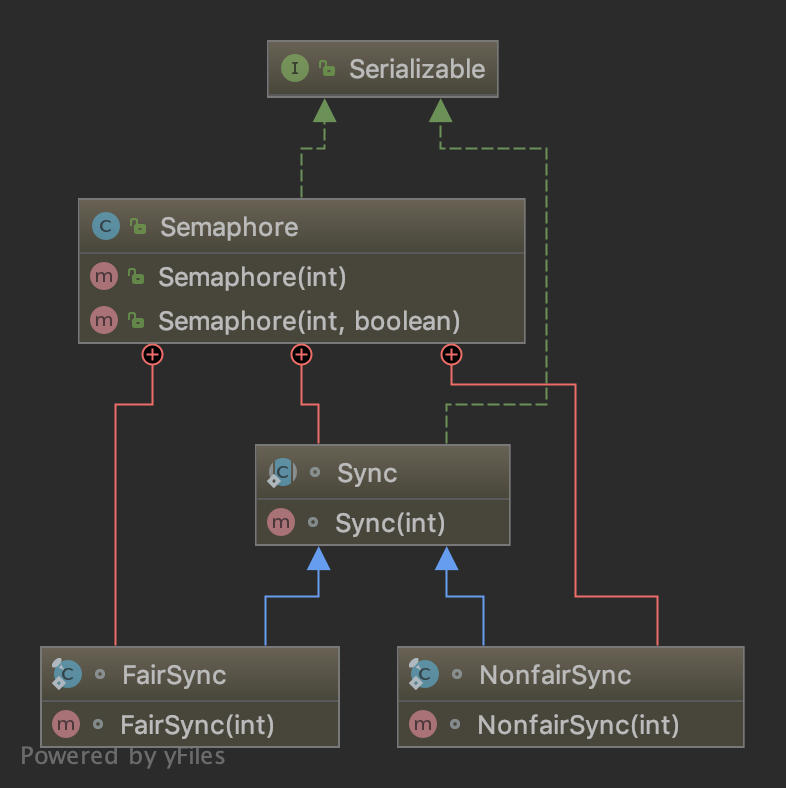 I Serializable
C Semaphore
m Semaphore(int)
m Semaphore(int, boolean)
C Sync
m Sync(int)
C FairSync
m FairSync(int)
C NonfairSync
m NonfairSync(int)
Powered by yFiles